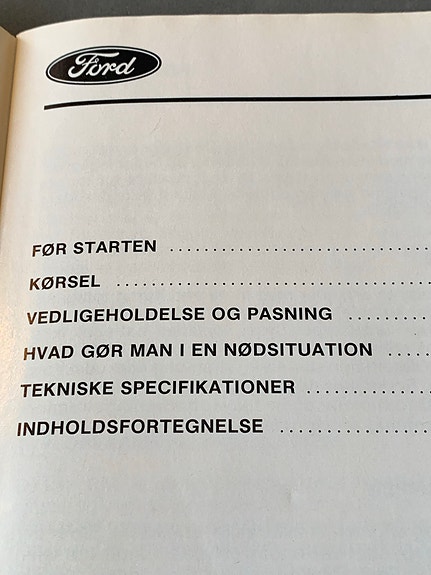 Ford
FØR STARTEN ..............................
KØRSEL ....................................
VEDLIGEHOLDELSE OG PASNING ............
HVAD GØR MAN I EN NØDSITUATION .....
TEKNISKE SPECIFIKATIONER ...............
INDHOLDSFORTEGNELSE ..................